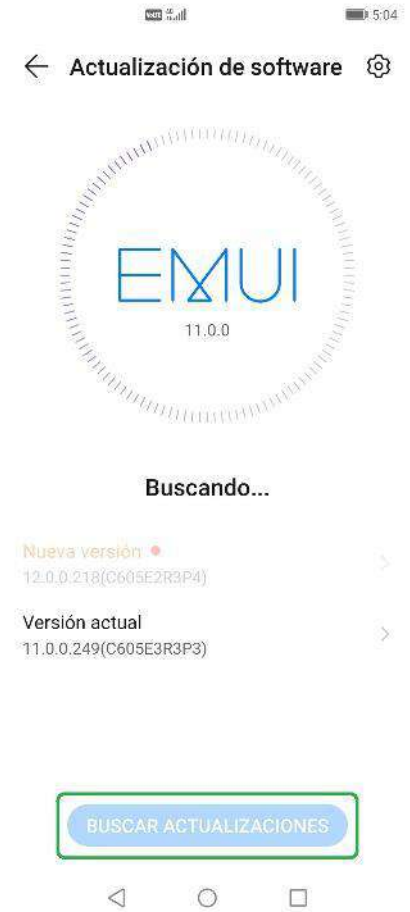 5:04
Actualización de software
EMUI
11.0.0
Buscando...
Nueva versión
12.0.0.218(C605E2R3P4)
Versión actual
11.0.0.249(C605E3R3P3)
BUSCAR ACTUALIZACIONES